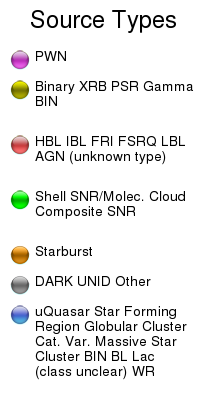 Source Types
PWN
Binary XRB PSR Gamma
BIN
HBL IBL FRI FSRQ LBL
AGN (unknown type)
Shell SNR/Molec. Cloud
Composite SNR
Starburst
DARK UNID Other
uQuasar Star Forming
Region Globular Cluster
Cat. Var. Massive Star
Cluster BIN BL Lac
(class unclear) WR